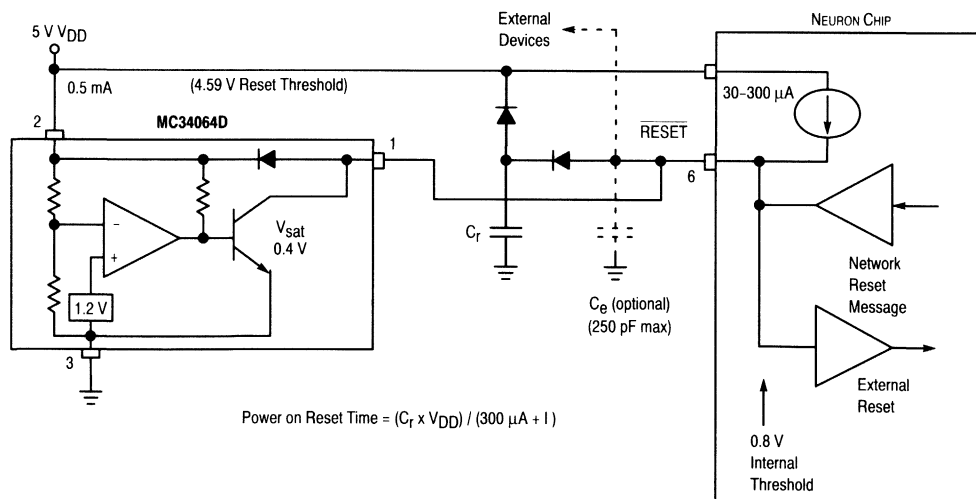 5 V VDD
0.5 mA
(4.59 V Reset Threshold)
External
Devices
NEURON CHIP
30–300 µA
MC34064D
2
1
RESET
6
Vsat
0.4 V
–
+
1.2 V
3
Cr
Ce (optional)
(250 pF max)
Network
Reset
Message
External
Reset
0.8 V
Internal
Threshold
Power on Reset Time = (Cr x VDD) / (300 µA + I )